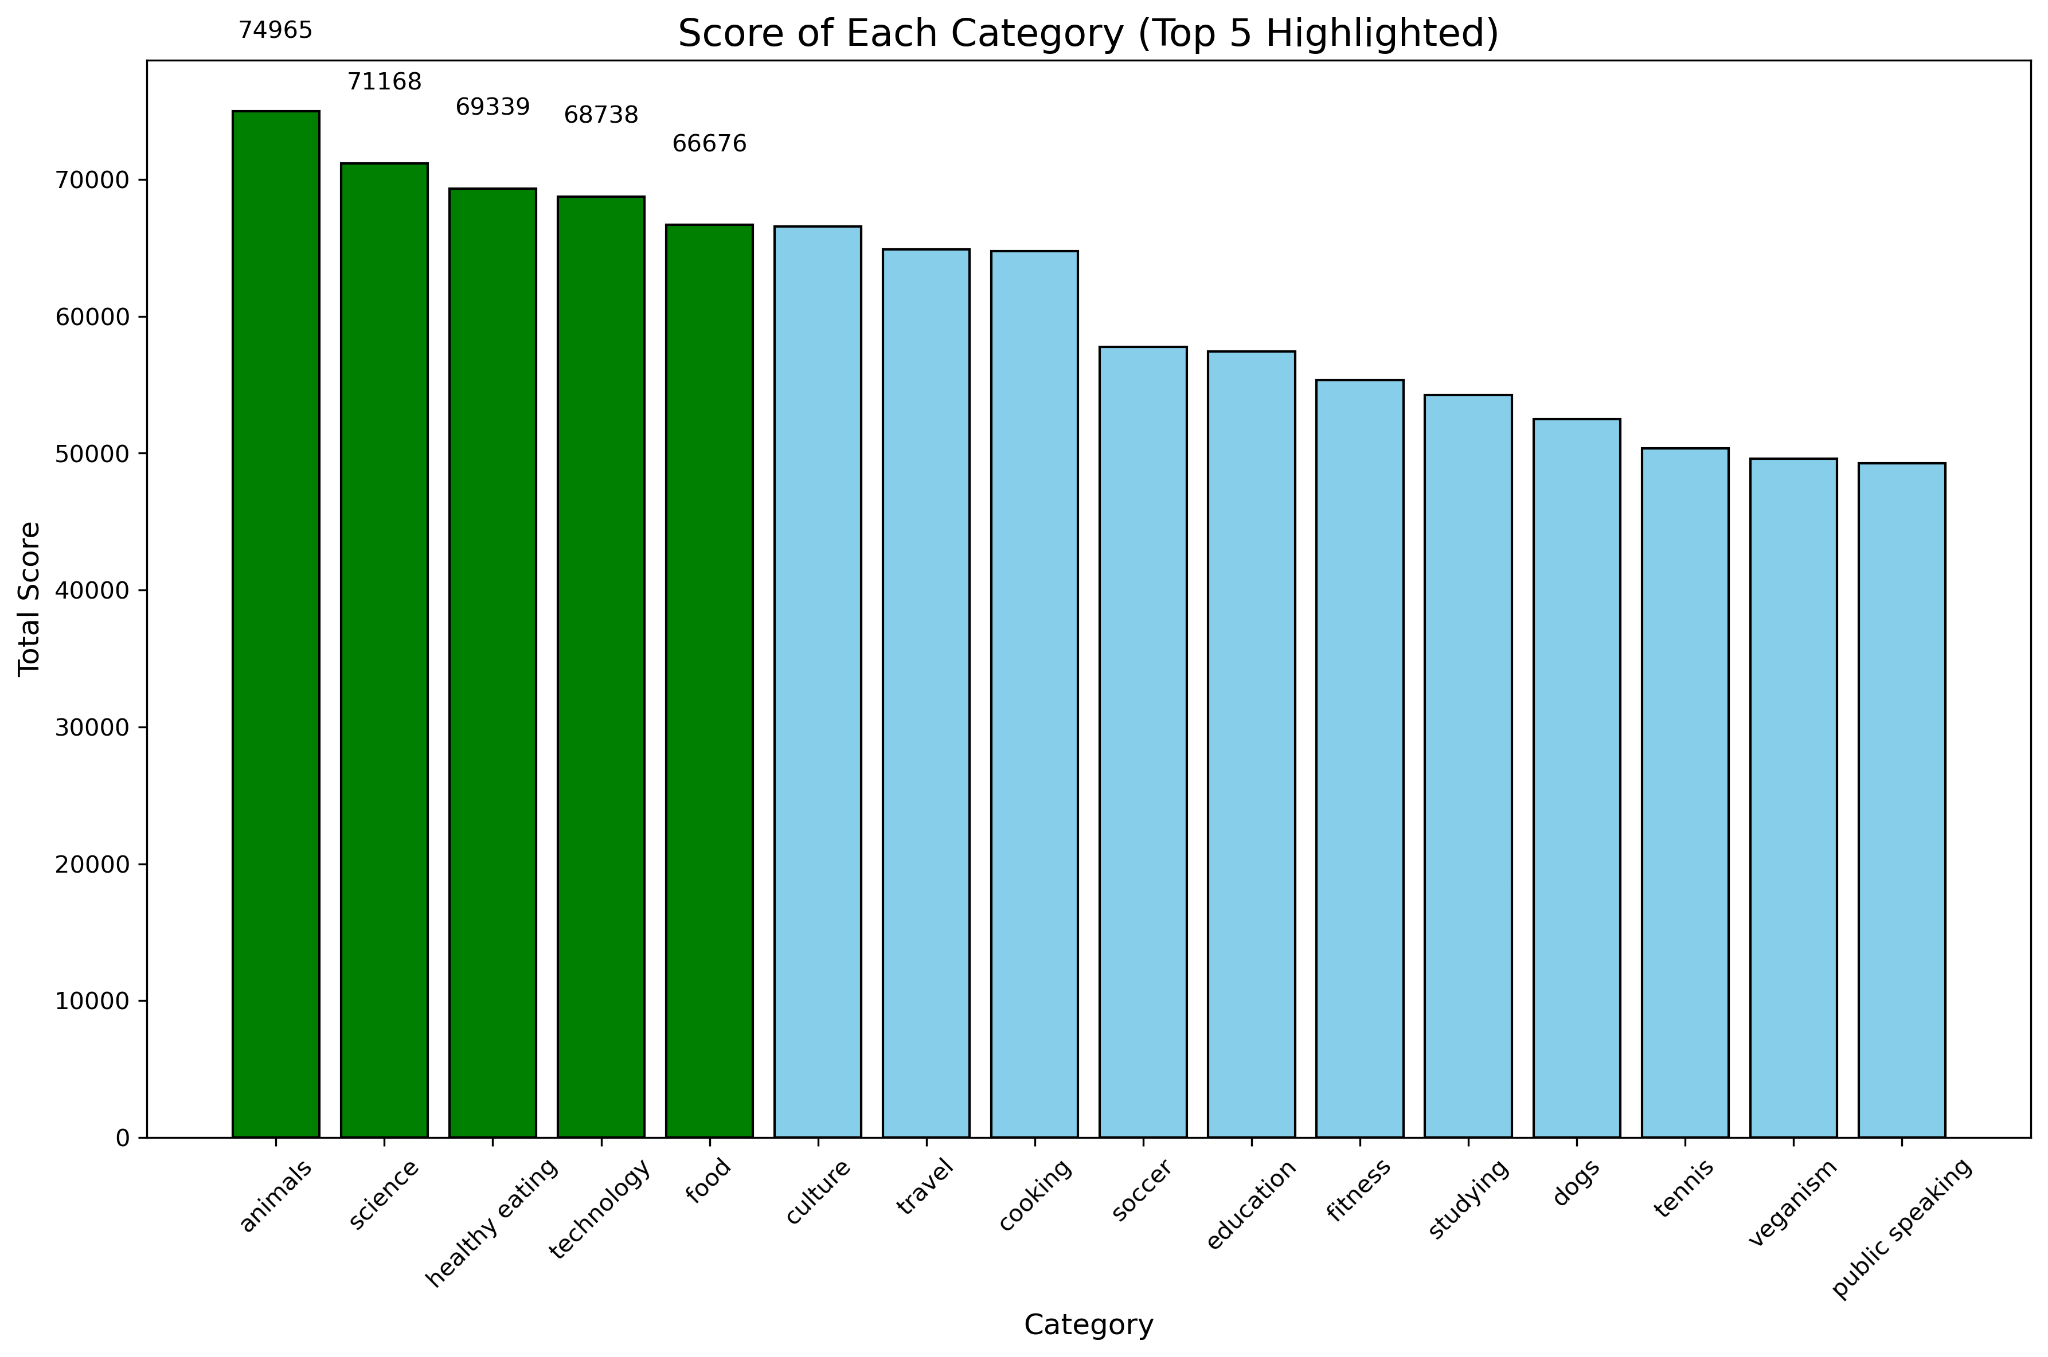 Score of Each Category (Top 5 Highlighted)
74965
71168
69339
68738
66676
Total Score
70000
60000
50000
40000
30000
20000
10000
0
animals
science
healthy eating
technology
food
culture
travel
cooking
soccer
education
fitness
studying
dogs
tennis
veganism
public speaking
Category